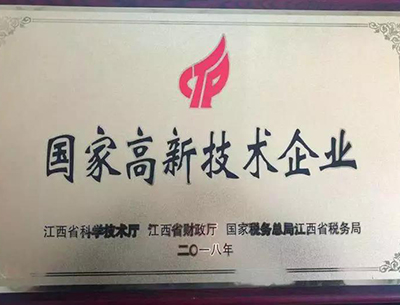 CTP
国家高新技术企业
江西省科学技术厅 江西省财政厅 国家税务总局江西省税务局
二〇一八年